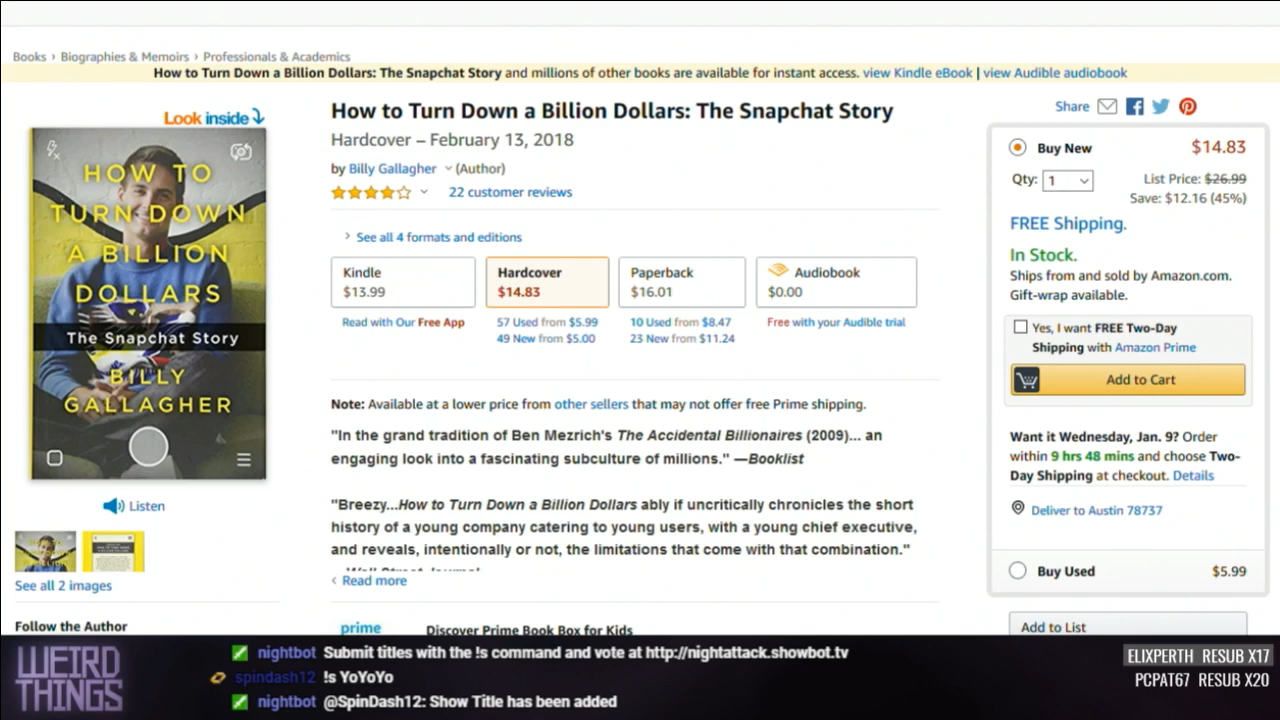 Books › Biographies & Memoirs › Professionals & Academics
How to Turn Down a Billion Dollars: The Snapchat Story and millions of other books are available for instant access. view Kindle eBook | view Audible audiobook
Look inside
HOW TO
TURN DOWN
A BILLION
DOLLARS
The Snapchat Story
BILLY
GALLAGHER
Listen
See all 2 images
Follow the Author
How to Turn Down a Billion Dollars: The Snapchat Story
Hardcover – February 13, 2018
by Billy Gallagher (Author)
22 customer reviews
› See all 4 formats and editions
Kindle
$13.99
Read with Our Free App
Hardcover
$14.83
57 Used from $5.99
49 New from $5.00
Paperback
$16.01
10 Used from $8.47
23 New from $11.24
Audiobook
$0.00
Free with your Audible trial
Note: Available at a lower price from other sellers that may not offer free Prime shipping.
"In the grand tradition of Ben Mezrich's The Accidental Billionaires (2009)... an
engaging look into a fascinating subculture of millions." —Booklist
"Breezy...How to Turn Down a Billion Dollars ably if uncritically chronicles the short
history of a young company catering to young users, with a young chief executive,
and reveals, intentionally or not, the limitations that come with that combination."
‹ Read more
prime
Discover Prime Book Box for Kids
Share
Buy New
$14.83
Qty: 1
List Price: $26.99
Save: $12.16 (45%)
FREE Shipping.
In Stock.
Ships from and sold by Amazon.com.
Gift-wrap available.
Yes, I want FREE Two-Day
Shipping with Amazon Prime
Add to Cart
Want it Wednesday, Jan. 9? Order
within 9 hrs 48 mins and choose Two-
Day Shipping at checkout. Details
Deliver to Austin 78737
Buy Used
$5.99
Add to List
WEIRD
THINGS
nightbot Submit titles with the !s command and vote at http://nightattack.showbot.tv
spindash12 !s YoYoYo
nightbot @SpinDash12: Show Title has been added
ELIXPERTH RESUB X17
PCPAT67 RESUB X20